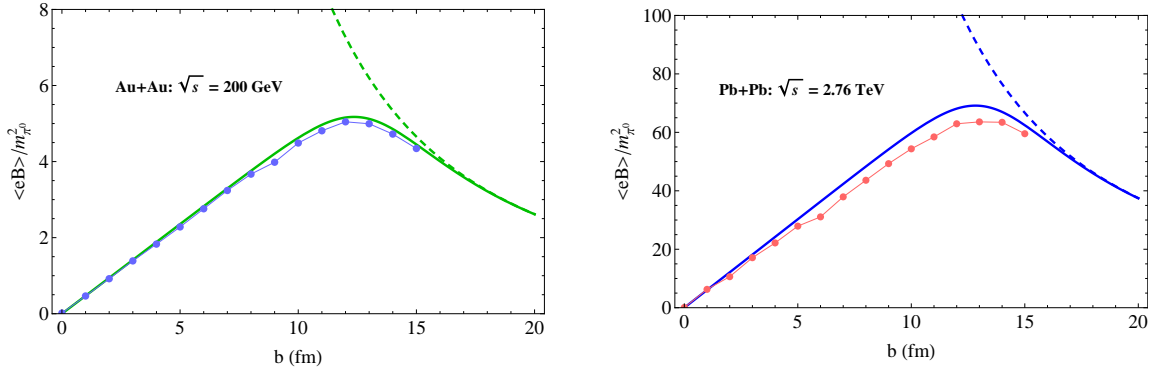 8
6
4
2
0
<eB> /m²π⁰
Au+Au: √s = 200 GeV
0 5 10 15 20
b (fm)
100
80
60
40
20
0
<eB> /m²π⁰
Pb+Pb: √s = 2.76 TeV
0 5 10 15 20
b (fm)